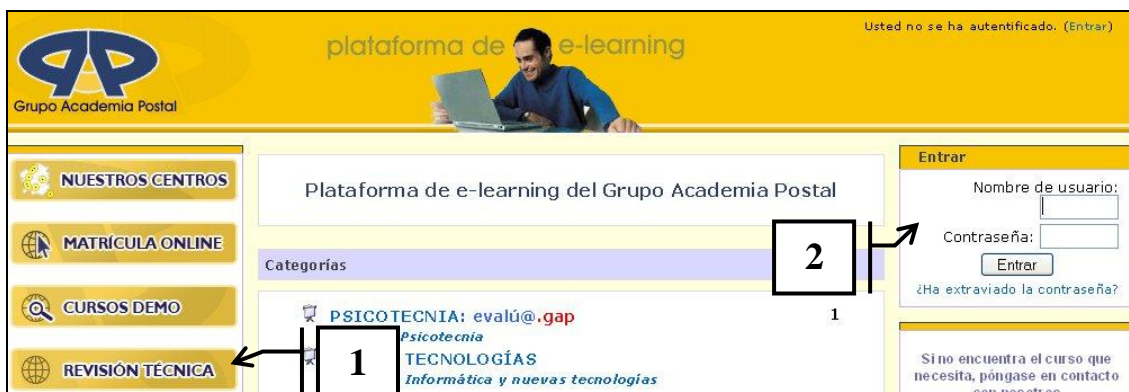 Usted no se ha autentificado. (Entrar)
plataforma de e-learning
Grupo Academia Postal
NUESTROS CENTROS
MATRÍCULA ONLINE
CURSOS DEMO
REVISIÓN TÉCNICA
Plataforma de e-learning del Grupo Academia Postal
Categorías
PSICOTECNIA: evalú@.gap 1
Psicotecnia
TECNOLOGÍAS
Informática y nuevas tecnologías
1
2
Entrar
Nombre de usuario:
Contraseña:
Entrar
¿Ha extraviado la contraseña?
Si no encuentra el curso que
necesita, póngase en contacto
con nosotros